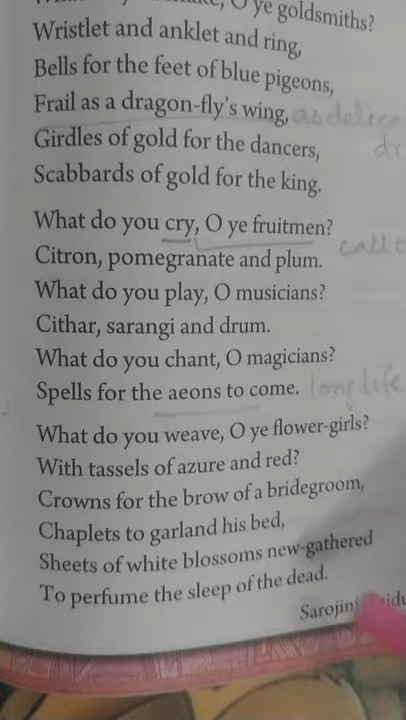 O ye goldsmiths?
Wristlet and anklet and ring,
Bells for the feet of blue pigeons,
Frail as a dragon-fly's wing,
Girdles of gold for the dancers,
Scabbards of gold for the king.
What do you cry, O ye fruitmen?
Citron, pomegranate and plum.
What do you play, O musicians?
Cithar, sarangi and drum.
What do you chant, O magicians?
Spells for the aeons to come. long life
What do you weave, O ye flower-girls?
With tassels of azure and red?
Crowns for the brow of a bridegroom,
Chaplets to garland his bed,
Sheets of white blossoms new-gathered
To perfume the sleep of the dead.